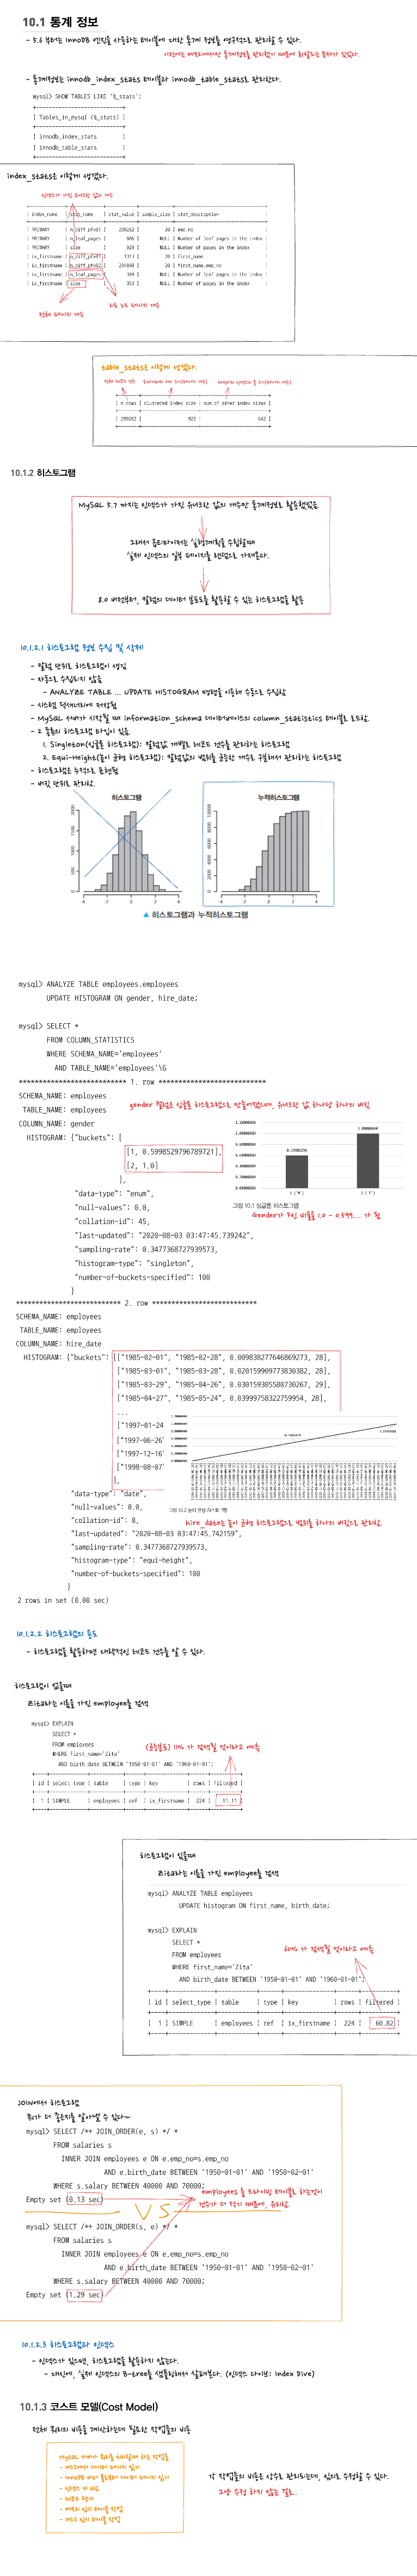 10.1 통계 정보
- 5.6 부터는 InnoDB 엔진을 사용하는 테이블에 대한 통계 정보를 영구적으로 관리할 수 있다.
이전에는 메모리에서만 통계정보를 관리했기 때문에 휘발되는 문제가 있었다.
- 통계정보는 innodb_index_stats 테이블과 innodb_table_stats로 관리한다.
mysql> SHOW TABLES LIKE '%_stats';
+---------------------------+
| Tables_in_mysql (%_stats) |
+---------------------------+
| innodb_index_stats |
| innodb_table_stats |
+---------------------------+
index_stats은 이렇게 생겼다.
인덱스가 가진 유니크한 값의 개수
| index_name | stat_name | stat_value | sample_size | stat_description
| PRIMARY | n_diff_pfx01 | 299202 | 20 | emp_no
| PRIMARY | n_leaf_pages | 886 | NULL | Number of leaf pages in the index |
| PRIMARY | size | 929 | NULL | Number of pages in the index
| ix_firstname | n_diff_pfx01 | 1313 | 20 | first_name
| ix_firstname | n_diff_pfx02 | 294090 | 20 | first_name,emp_no
| ix_firstname | n_leaf_pages | 309 | NULL | Number of leaf pages in the index |
| ix_firstname | size | 353 | NULL | Number of pages in the index
리프 노드 페이지 개수
전체 페이지 개수
table_stats은 이렇게 생겼다.
| n_rows | clustered_index_size | sum_of_other_index_sizes |
| 299202 | 929 | 642 |
10.1.2 히스토그램
MySQL 5.7 까지는 인덱스가 가진 유니크한 값의 개수만 통계정보로 활용했었음
그래서 옵티마이저는 실행계획을 수립할때
실제 인덱스의 일부 페이지를 랜덤으로 가져온다.
8.0 버전부터, 칼럼의 데이터 분포도를 활용할 수 있는 히스토그램을 활용
10.1.2.1 히스토그램 정보 수집 및 삭제
- 칼럼 단위로 히스토그램이 생김
- 자동으로 수집되지 않음
- ANALYZE TABLE ... UPDATE HISTOGRAM 명령을 이용해 수동으로 수집함
- 시스템 딕셔너리에 저장됨
- MySQL 서버가 시작될 때 information_schema 데이터베이스의 column_statistics 테이블로 로드함.
- 2 종류의 히스토그램 타입이 있음
1. Singleton(싱글톤 히스토그램): 칼럼값 개별로 레코드 건수를 관리하는 히스토그램
2. Equi-Height(높이 균형 히스토그램): 칼럼값의 범위를 균등한 개수로 구분해서 관리하는 히스토그램
- 히스토그램은 누적으로 표현됨
- 버킷 단위로 관리함.
히스토그램
누적히스토그램
▲ 히스토그램과 누적히스토그램
mysql> ANALYZE TABLE employees.employees
UPDATE HISTOGRAM ON gender, hire_date;
mysql> SELECT *
FROM COLUMN_STATISTICS
WHERE SCHEMA_NAME='employees'
AND TABLE_NAME='employees'\G
*************************** 1. row ***************************
SCHEMA_NAME: employees
TABLE_NAME: employees
gender 컬럼은 싱글톤 히스토그램으로 만들어졌으며, 유니크한 값 하나당 하나의 버킷
COLUMN_NAME: gender
HISTOGRAM: {"buckets": [
[1, 0.5998529796789721],
[2, 1.0]
],
"data-type": "enum",
"null-values": 0.0,
"collation-id": 45,
"last-updated": "2020-08-03 03:47:45.739242",
"sampling-rate": 0.3477368727939573,
"histogram-type": "singleton",
"number-of-buckets-specified": 100
}
1 ('M')
2 ('F')
그림 10.1 싱글톤 히스토그램
Gender가 F인 비율을 1.0 - 0.599.... 가 됨
*************************** 2. row ***************************
SCHEMA_NAME: employees
TABLE_NAME: employees
COLUMN_NAME: hire_date
HISTOGRAM: {"buckets": [["1985-02-01", "1985-02-28", 0.009838277646869273, 28],
["1985-03-01", "1985-03-28", 0.020159909773830382, 28],
["1985-03-29", "1985-04-26", 0.030159305580730267, 29],
["1985-04-27", "1985-05-24", 0.03999758322759954, 28],
...
["1997-01-24
["1997-06-26
["1997-12-16
["1998-08-07
],
그림 10.2 높이 균형 히스토그램
"data-type": "date",
"null-values": 0.0,
"collation-id": 8,
hire_date는 높이 균형 히스토그램으로 범위를 하나의 버킷으로 관리함.
"last-updated": "2020-08-03 03:47:45.742159",
"sampling-rate": 0.3477368727939573,
"histogram-type": "equi-height",
"number-of-buckets-specified": 100
}
2 rows in set (0.00 sec)
10.1.2.2 히스토그램의 용도
- 히스토그램을 활용하면 대략적인 레코드 건수를 알 수 있다.
히스토그램이 없을때
Zita라는 이름을 가진 employee를 검색
mysql> EXPLAIN
SELECT *
FROM employees
WHERE first_name='Zita'
AND birth_date BETWEEN '1950-01-01' AND '1960-01-01';
(균등분포) 11% 가 검색될 것이라고 예측
| id | select_type | table | type | key | rows | filtered |
| 1 | SIMPLE | employees | ref | ix_firstname | 224 | 11.11 |
히스토그램이 있을때
Zita라는 이름을 가진 employee를 검색
mysql> ANALYZE TABLE employees
UPDATE histogram ON first_name, birth_date;
mysql> EXPLAIN
SELECT *
FROM employees
WHERE first_name='Zita'
AND birth_date BETWEEN '1950-01-01' AND '1960-01-01';
60% 가 검색될 것이라고 예측
| id | select_type | table | type | key | rows | filtered |
| 1 | SIMPLE | employees | ref | ix_firstname | 224 | 60.82 |
JOIN에서 히스토그램
뭐가 더 좋은지를 알아낼 수 있다~
mysql> SELECT /*+ JOIN_ORDER(e, s) */ *
FROM salaries s
INNER JOIN employees e ON e.emp_no=s.emp_no
AND e.birth_date BETWEEN '1950-01-01' AND '1950-02-01'
WHERE s.salary BETWEEN 40000 AND 70000;
Empty set (0.13 sec)
employees 를 드라이빙 테이블로 하는것이
건수가 더 적기 때문에, 유리함.
VS
mysql> SELECT /*+ JOIN_ORDER(s, e) */ *
FROM salaries s
INNER JOIN employees e ON e.emp_no=s.emp_no
AND e.birth_date BETWEEN '1950-01-01' AND '1950-02-01'
WHERE s.salary BETWEEN 40000 AND 70000;
Empty set (1.29 sec)
10.1.2.3 히스토그램과 인덱스
- 인덱스가 있으면, 히스토그램을 활용하지 않는다.
- 대신에, 실제 인덱스의 B-tree를 샘플링해서 살펴본다. (인덱스 다이브: Index Dive)
10.1.3 코스트 모델(Cost Model)
전체 쿼리의 비용을 계산하는데 필요한 작업들의 비용
MySQL 서버가 쿼리를 처리할때 하는 작업들
- 디스크에서 데이터 페이지 읽기
- InnoDB 버퍼 풀로부터 데이터 페이지 읽기
- 인덱스 키 비교
- 레코드 평가
- 메모리 임시 테이블 작업
- 디스크 임시 테이블 작업
각 작업들의 비용은 상수로 관리되는데, 임의로 수정할 수 있다.
그냥 수정 하지 않는 걸로..